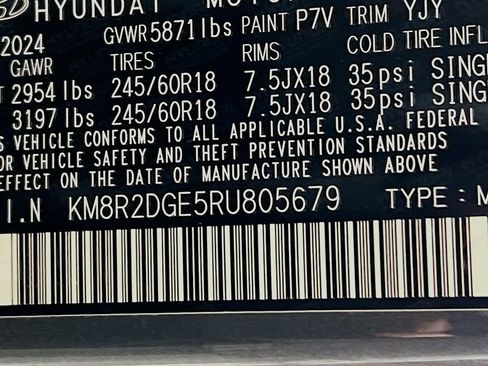 HYUNDAI MOTOR
GVWR 5871 lbs PAINT P7V TRIM YJY
2024
GAWR TIRES RIMS COLD TIRE INFL
2954 lbs 245/60R18 7.5JX18 35psi SINGL
3197 lbs 245/60R18 7.5JX18 35psi SING
VEHICLE CONFORMS TO ALL APPLICABLE U.S.A. FEDERAL
OR VEHICLE SAFETY AND THEFT PREVENTION STANDARDS
EFFECT ON THE DATE OF MANUFACTURE SHOWN ABOVE
I.N KM8R2DGE5RU805679 TYPE: M